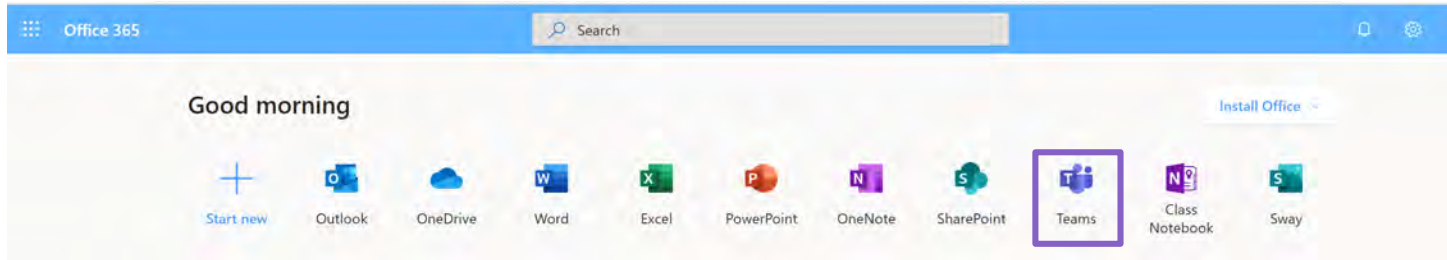 Office 365
Search
Good morning
Install Office
Start new
Outlook
OneDrive
Word
Excel
PowerPoint
OneNote
SharePoint
Teams
Class
Notebook
Sway